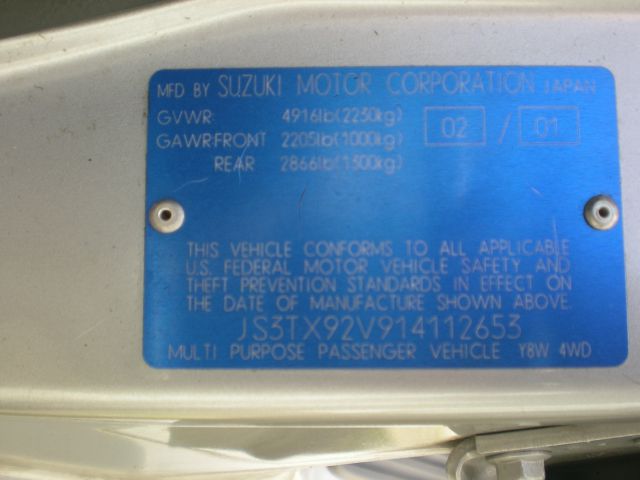 MFD BY SUZUKI MOTOR CORPORATION JAPAN
GVWR 4916lb(2230kg) 02 / 01
GAWR:FRONT 2205lb(1000kg)
REAR 2866lb(1300kg)
THIS VEHICLE CONFORMS TO ALL APPLICABLE
U.S. FEDERAL MOTOR VEHICLE SAFETY AND
THEFT PREVENTION STANDARDS IN EFFECT ON
THE DATE OF MANUFACTURE SHOWN ABOVE.
JS3TX92V914112653
MULTI PURPOSE PASSENGER VEHICLE Y8W 4WD